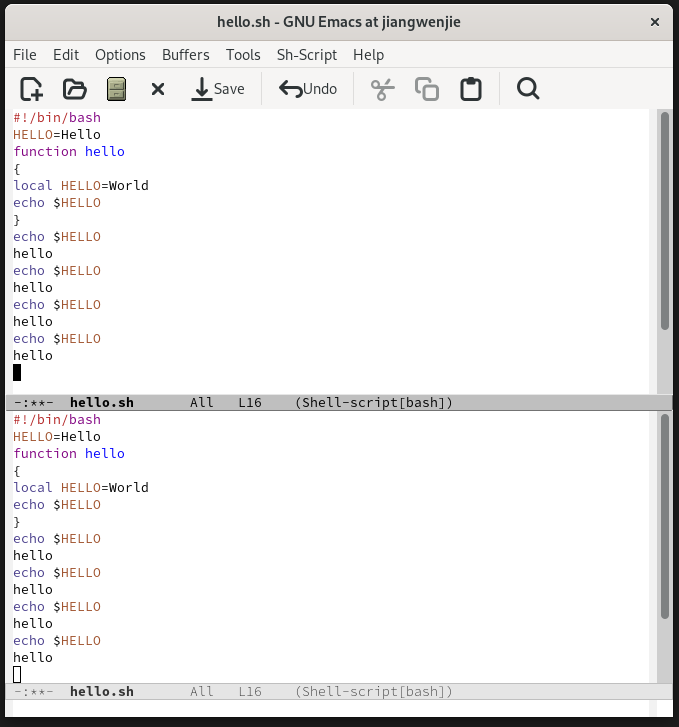 hello.sh - GNU Emacs at jiangwenjie
File Edit Options Buffers Tools Sh-Script Help
Save Undo
#!/bin/bash
HELLO=Hello
function hello
{
local HELLO=World
echo $HELLO
}
echo $HELLO
hello
echo $HELLO
hello
echo $HELLO
hello
echo $HELLO
hello
-:**- hello.sh All L16 (Shell-script[bash])
#!/bin/bash
HELLO=Hello
function hello
{
local HELLO=World
echo $HELLO
}
echo $HELLO
hello
echo $HELLO
hello
echo $HELLO
hello
echo $HELLO
hello
-:**- hello.sh All L16 (Shell-script[bash])